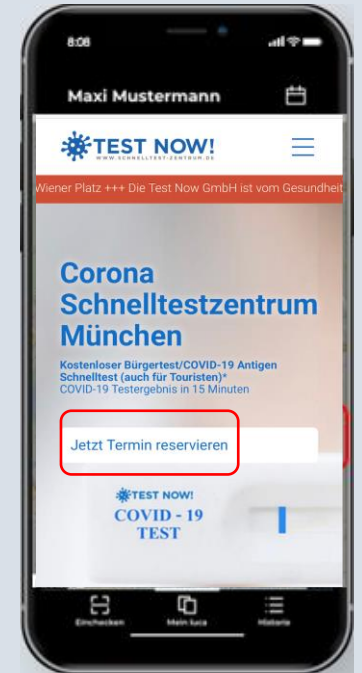 8:08
Maxi Mustermann
TEST NOW!
WWW.SCHNELLTEST-ZENTRUM.DE
Wiener Platz +++ Die Test Now GmbH ist vom Gesundheit
Corona
Schnelltestzentrum
München
Kostenloser Bürgertest/COVID-19 Antigen
Schnelltest (auch für Touristen)*
COVID-19 Testergebnis in 15 Minuten
Jetzt Termin reservieren
TEST NOW!
COVID - 19
TEST
Einchecken Mein luca Historie